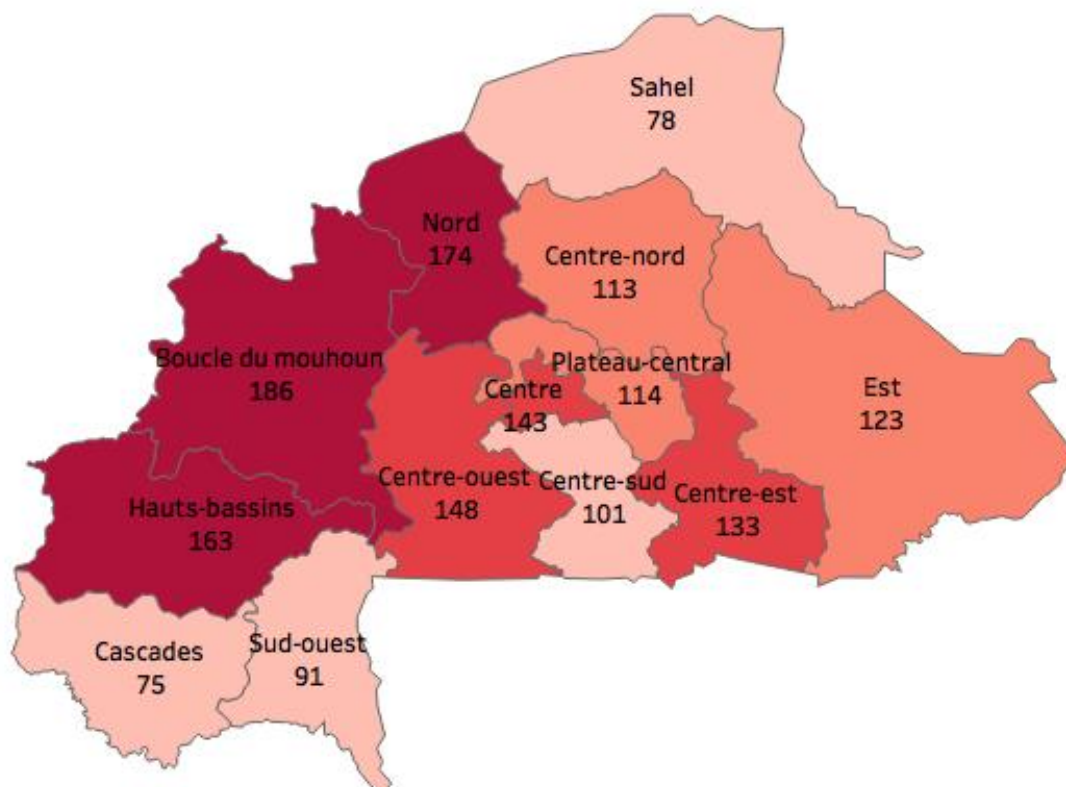 Sahel
78
Nord
174
Centre-nord
113
Boucle du mouhoun
186
Plateau-central
114
Centre
143
Est
123
Centre-ouest
148
Centre-sud
101
Centre-est
133
Hauts-bassins
163
Cascades
75
Sud-ouest
91